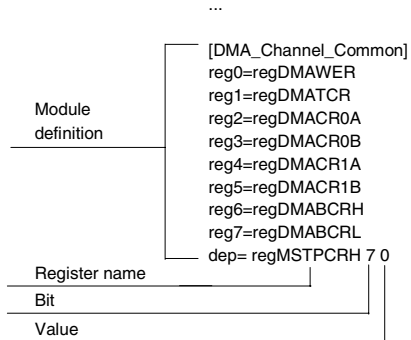 ...
[DMA_Channel_Common]
reg0=regDMAWER
reg1=regDMATCR
reg2=regDMACR0A
Module
definition
reg3=regDMACR0B
reg4=regDMACR1A
reg5=regDMACR1B
reg6=regDMABCRH
reg7=regDMABCRL
dep= regMSTPCRH 7 0
Register name
Bit
Value